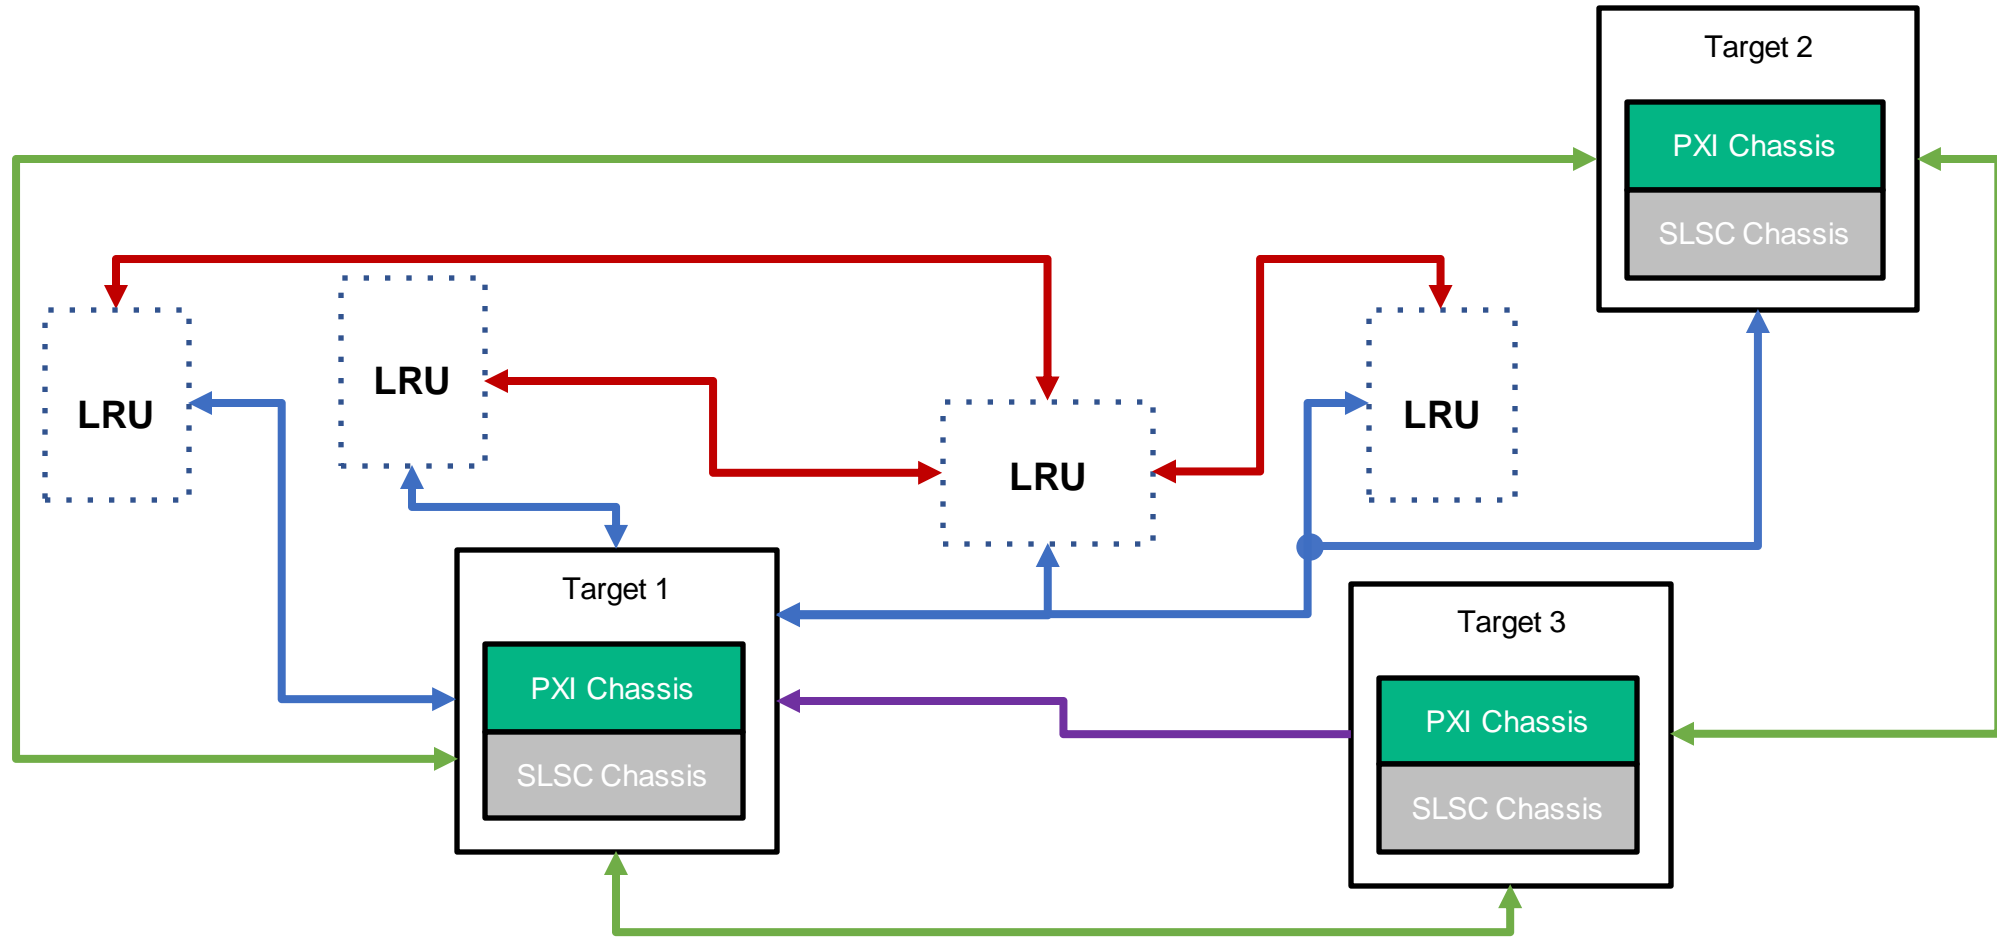 Target 2
PXI Chassis
SLSC Chassis
LRU
LRU
LRU
LRU
Target 1
PXI Chassis
SLSC Chassis
Target 3
PXI Chassis
SLSC Chassis